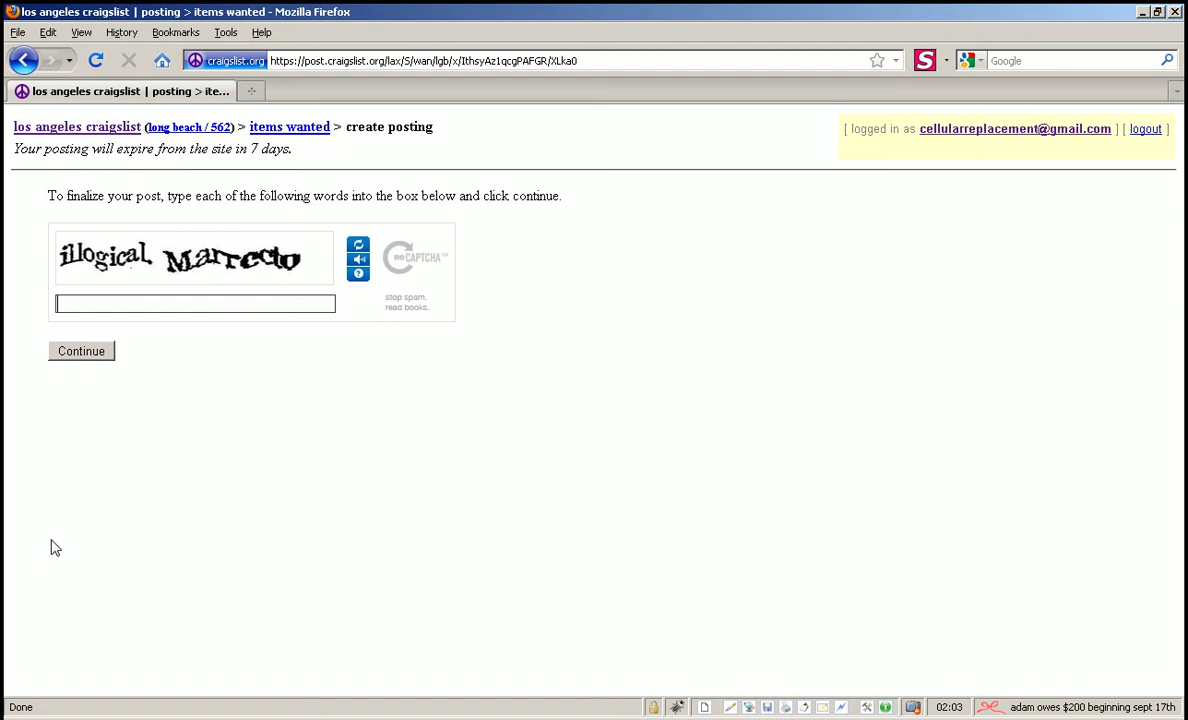 los angeles craigslist | posting > items wanted - Mozilla Firefox
File Edit View History Bookmarks Tools Help
craigslist.org https://post.craigslist.org/lax/S/wan/lgb/x/IthsyAz1qcgPAFGR/XLka0 S Google
los angeles craigslist | posting > ite...
los angeles craigslist (long beach / 562) > items wanted > create posting
[ logged in as cellularreplacement@gmail.com ] [ logout ]
Your posting will expire from the site in 7 days.
To finalize your post, type each of the following words into the box below and click continue.
illogical, Marrecto
reCAPTCHA™
stop spam.
read books.
Continue
Done 02:03 adam owes $200 beginning sept 17th